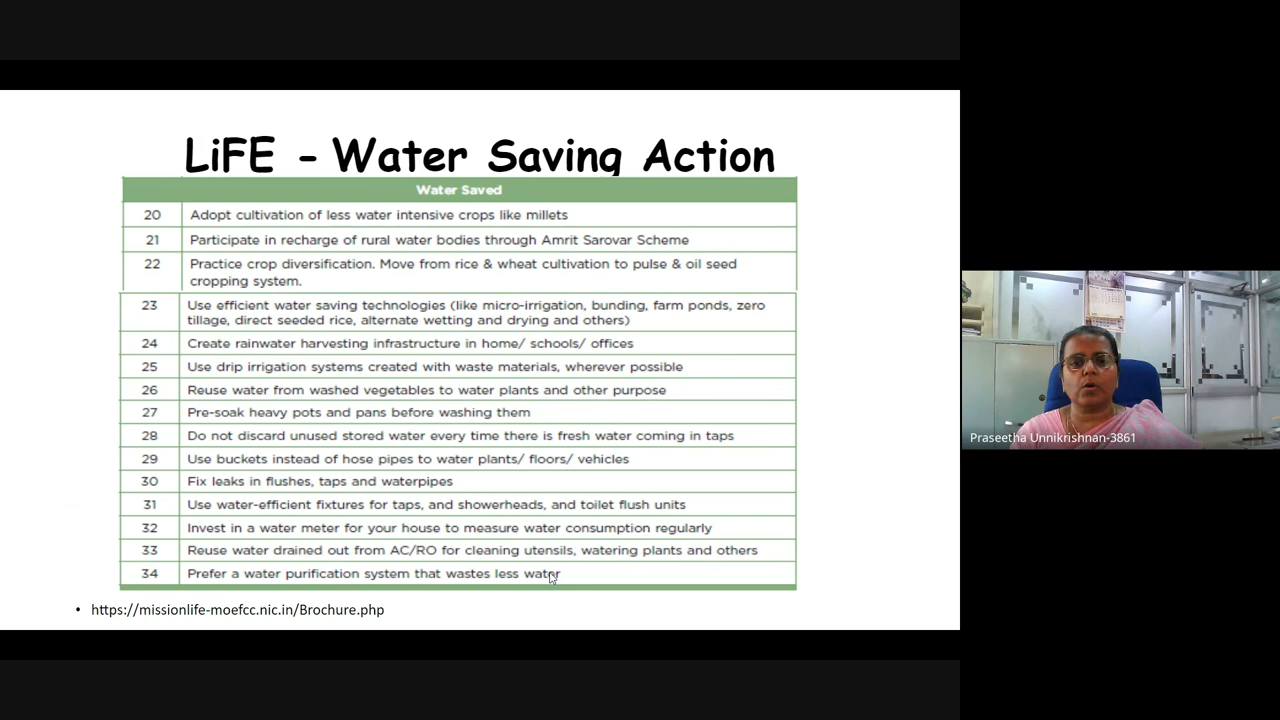 LiFE - Water Saving Action
Water Saved
20 Adopt cultivation of less water intensive crops like millets
21 Participate in recharge of rural water bodies through Amrit Sarovar Scheme
22 Practice crop diversification. Move from rice & wheat cultivation to pulse & oil seed
cropping system.
23 Use efficient water saving technologies (like micro-irrigation, bunding, farm ponds, zero
tillage, direct seeded rice, alternate wetting and drying and others)
24 Create rainwater harvesting infrastructure in home/ schools/ offices
25 Use drip irrigation systems created with waste materials, wherever possible
26 Reuse water from washed vegetables to water plants and other purpose
27 Pre-soak heavy pots and pans before washing them
28 Do not discard unused stored water every time there is fresh water coming in taps
29 Use buckets instead of hose pipes to water plants/ floors/ vehicles
30 Fix leaks in flushes, taps and waterpipes
31 Use water-efficient fixtures for taps, and showerheads, and toilet flush units
32 Invest in a water meter for your house to measure water consumption regularly
33 Reuse water drained out from AC/RO for cleaning utensils, watering plants and others
34 Prefer a water purification system that wastes less water
• https://missionlife-moefcc.nic.in/Brochure.php
Praseetha Unnikrishnan-3861